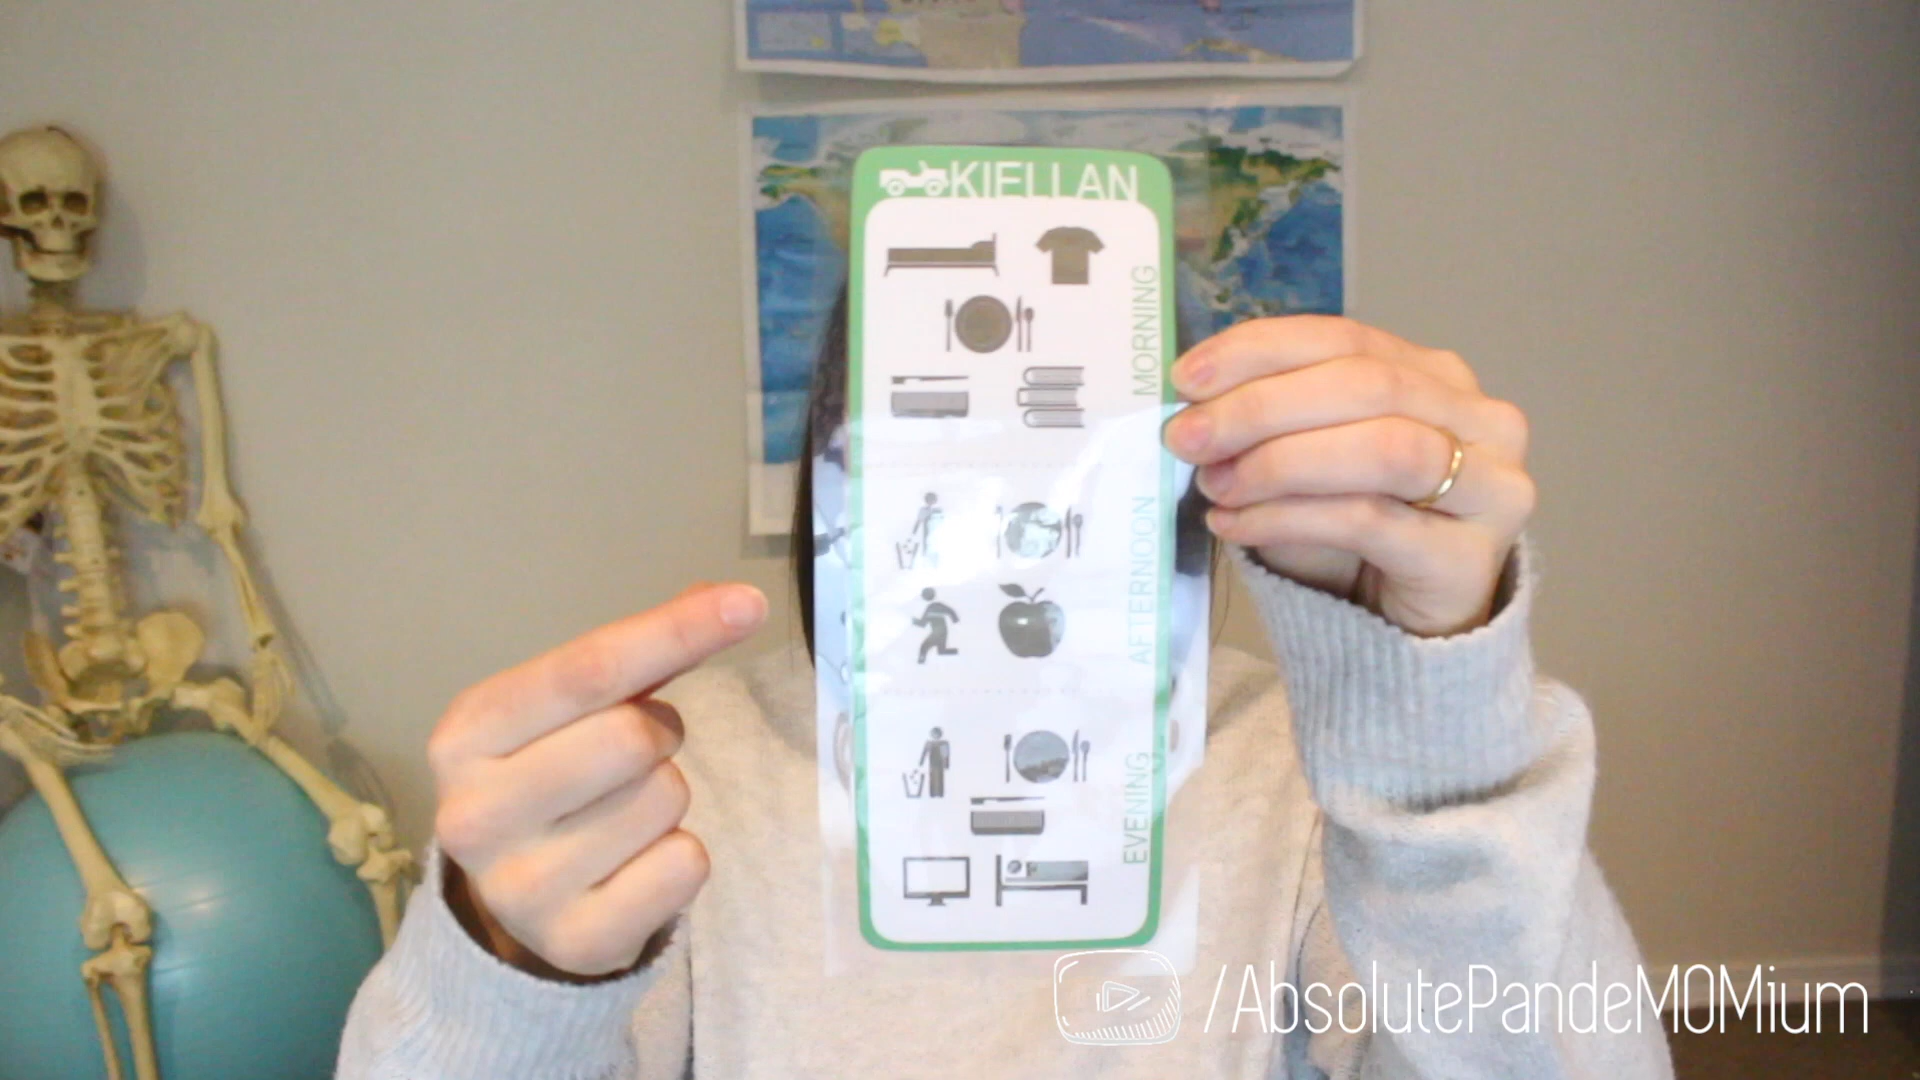 KIELLAN
MORNING
AFTERNOON
EVENING
/AbsolutePandeMOMium